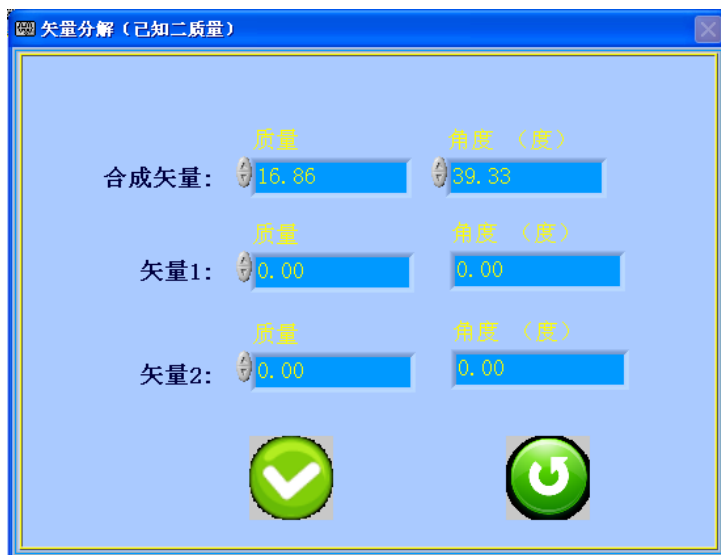 矢量分解(已知二质量)
质量 角度 (度)
合成矢量: 16.86 39.33
质量 角度 (度)
矢量1: 0.00 0.00
质量 角度 (度)
矢量2: 0.00 0.00